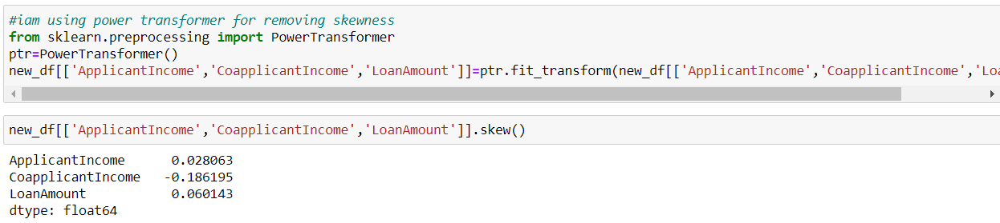 #iam using power transformer for removing skewness
from sklearn.preprocessing import PowerTransformer
ptr=PowerTransformer()
new_df[['ApplicantIncome','CoapplicantIncome','LoanAmount']]=ptr.fit_transform(new_df[['ApplicantIncome','CoapplicantIncome','Loa
new_df[['ApplicantIncome','CoapplicantIncome','LoanAmount']].skew()
ApplicantIncome      0.028063
CoapplicantIncome   -0.186195
LoanAmount           0.060143
dtype: float64